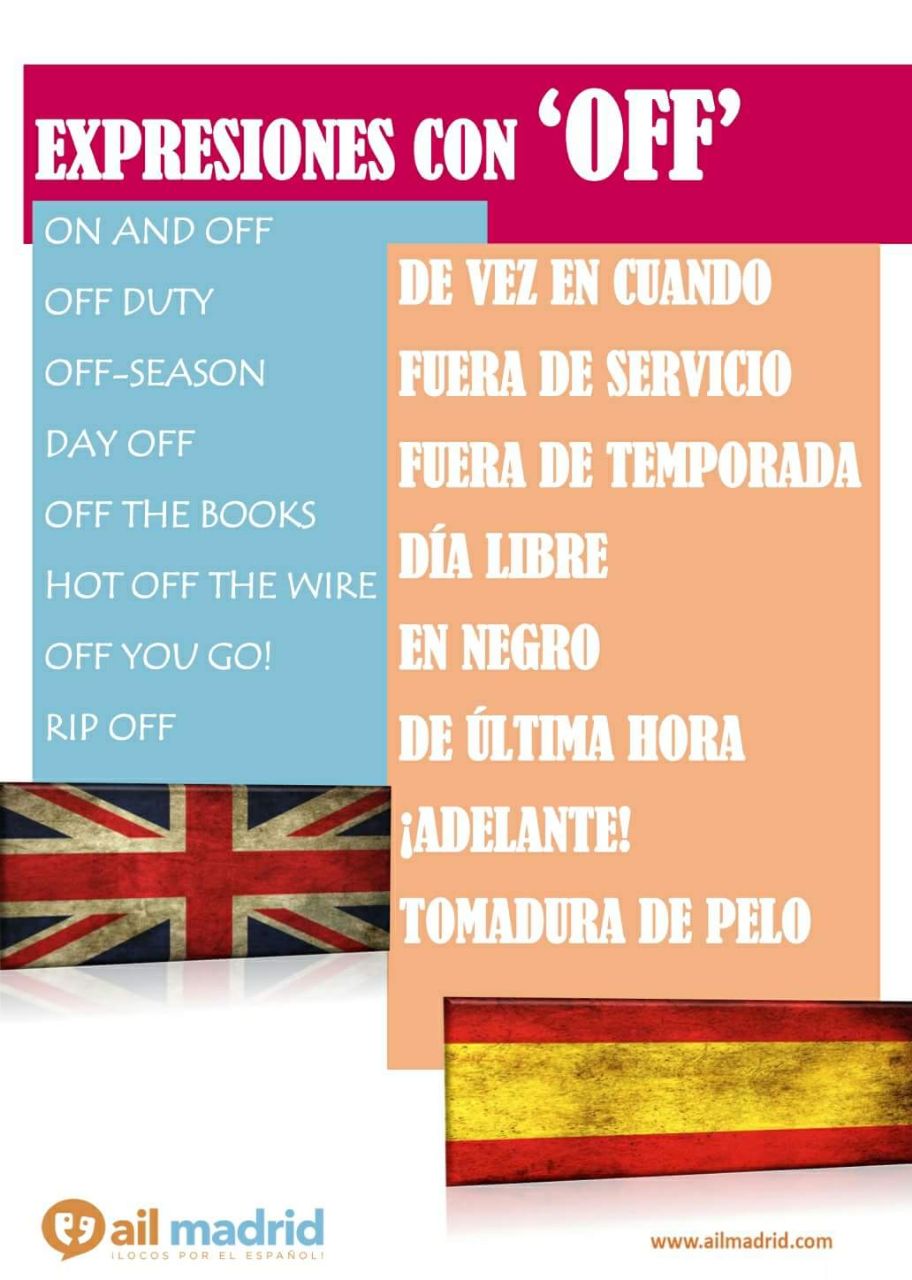 EXPRESIONES CON ‘OFF’
ON AND OFF
OFF DUTY
OFF-SEASON
DAY OFF
OFF THE BOOKS
HOT OFF THE WIRE
OFF YOU GO!
RIP OFF
DE VEZ EN CUANDO
FUERA DE SERVICIO
FUERA DE TEMPORADA
DÍA LIBRE
EN NEGRO
DE ÚLTIMA HORA
¡ADELANTE!
TOMADURA DE PELO
ail madrid
¡LOCOS POR EL ESPAÑOL!
www.ailmadrid.com